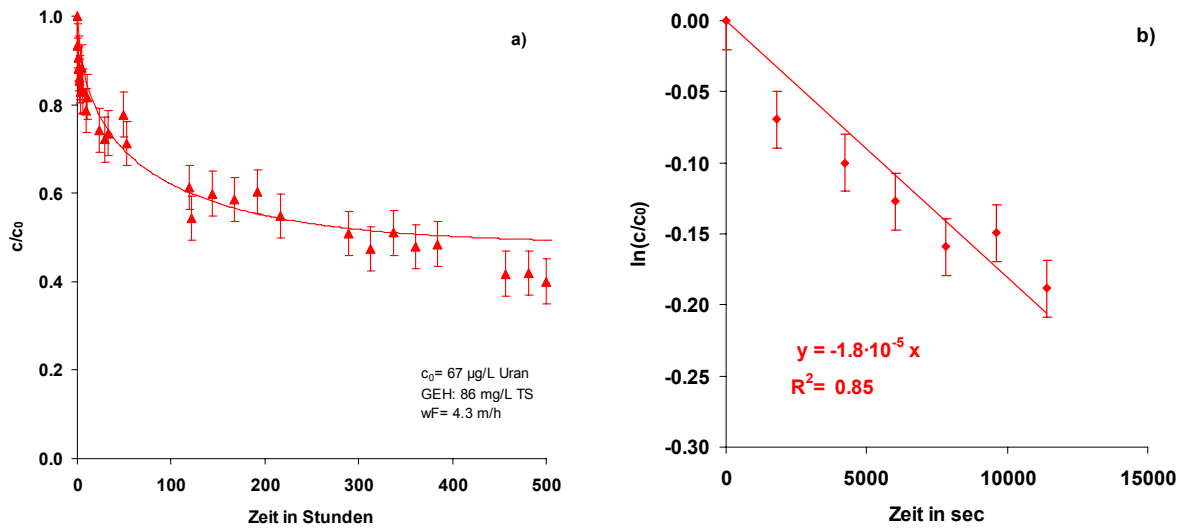 a)
1.0
0.8
0.6
0.4
0.2
0.0
c/c₀
0 100 200 300 400 500
Zeit in Stunden
c₀= 67 µg/L Uran
GEH: 86 mg/L TS
wF= 4.3 m/h
b)
0.00
-0.05
-0.10
-0.15
-0.20
-0.25
-0.30
ln(c/c0)
0 5000 10000 15000
Zeit in sec
y = -1.8·10⁻⁵ x
R²= 0.85